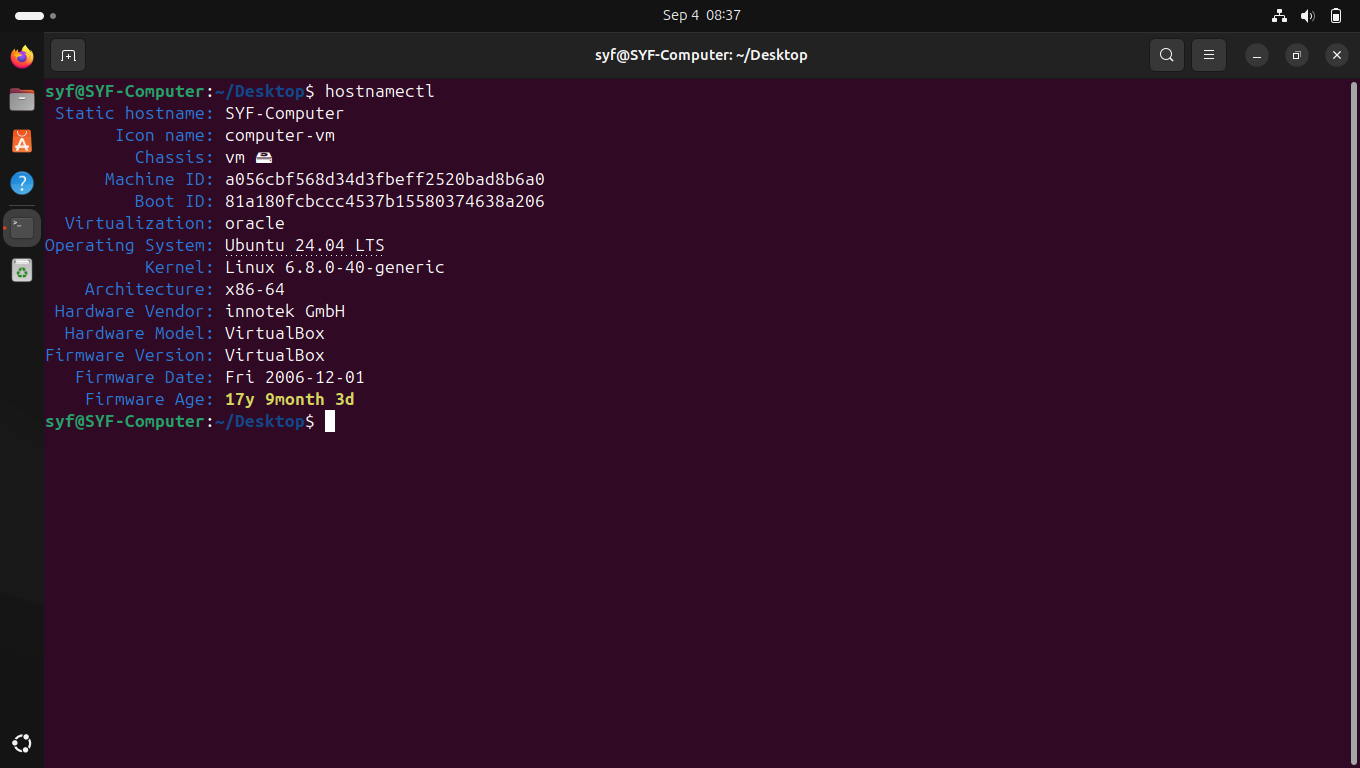 Sep 4 08:37
syf@SYF-Computer: ~/Desktop
syf@SYF-Computer:~/Desktop$ hostnamectl
Static hostname: SYF-Computer
Icon name: computer-vm
Chassis: vm 🖴
Machine ID: a056cbf568d34d3fbeff2520bad8b6a0
Boot ID: 81a180fcbccc4537b15580374638a206
Virtualization: oracle
Operating System: Ubuntu 24.04 LTS
Kernel: Linux 6.8.0-40-generic
Architecture: x86-64
Hardware Vendor: innotek GmbH
Hardware Model: VirtualBox
Firmware Version: VirtualBox
Firmware Date: Fri 2006-12-01
Firmware Age: 17y 9month 3d
syf@SYF-Computer:~/Desktop$